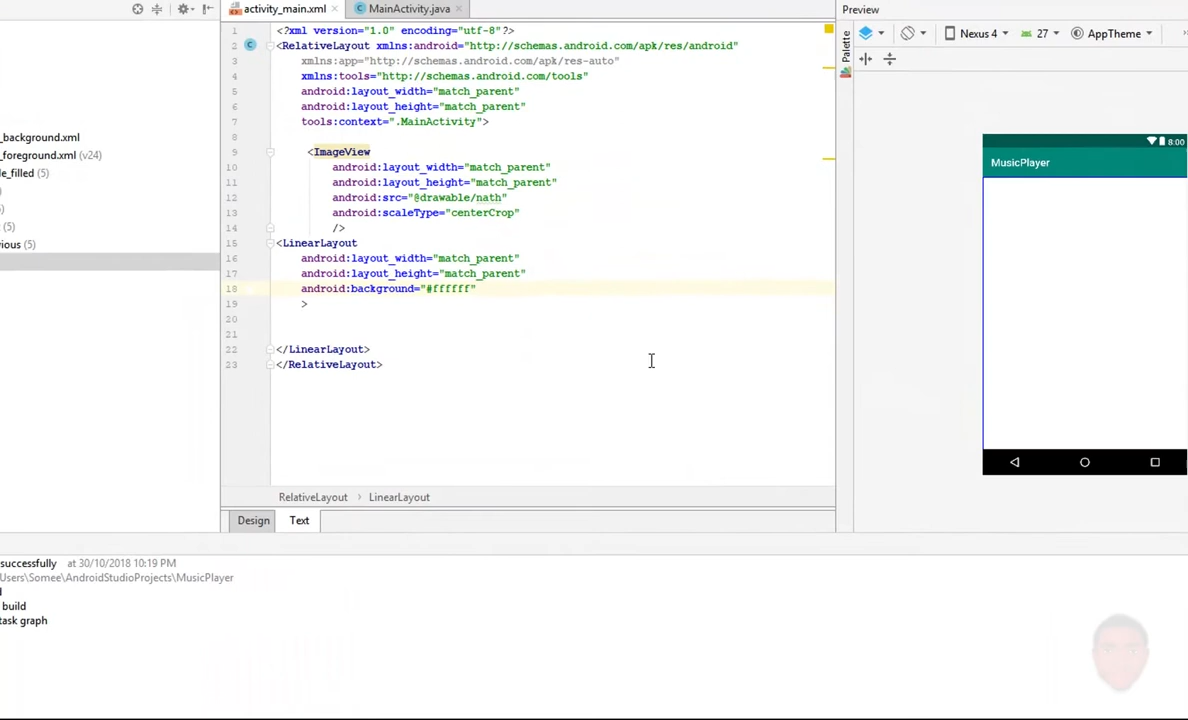 activity_main.xml
MainActivity.java
Preview
Palette
Nexus 4
27
AppTheme
_background.xml
_foreground.xml (v24)
le_filled (5)
)
5)
(5)
vious (5)
1 <?xml version="1.0" encoding="utf-8"?>
2 <RelativeLayout xmlns:android="http://schemas.android.com/apk/res/android"
3 xmlns:app="http://schemas.android.com/apk/res-auto"
4 xmlns:tools="http://schemas.android.com/tools"
5 android:layout_width="match_parent"
6 android:layout_height="match_parent"
7 tools:context=".MainActivity">
8
9 <ImageView
10 android:layout_width="match_parent"
11 android:layout_height="match_parent"
12 android:src="@drawable/nath"
13 android:scaleType="centerCrop"
14 />
15 <LinearLayout
16 android:layout_width="match_parent"
17 android:layout_height="match_parent"
18 android:background="#ffffff"
19 >
20
21
22 </LinearLayout>
23 </RelativeLayout>
8:00
MusicPlayer
RelativeLayout > LinearLayout
Design Text
successfully at 30/10/2018 10:19 PM
Users\Somee\AndroidStudioProjects\MusicPlayer
d
build
task graph